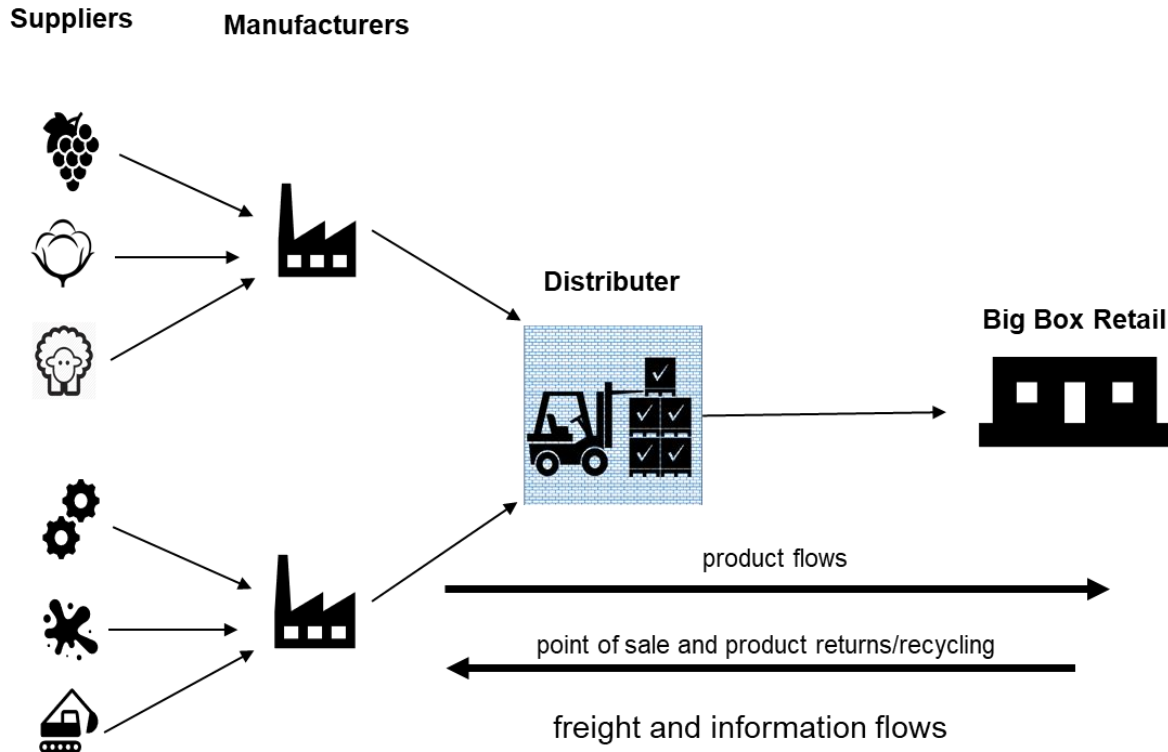 Suppliers
Manufacturers
Distributer
Big Box Retail
product flows
point of sale and product returns/recycling
freight and information flows